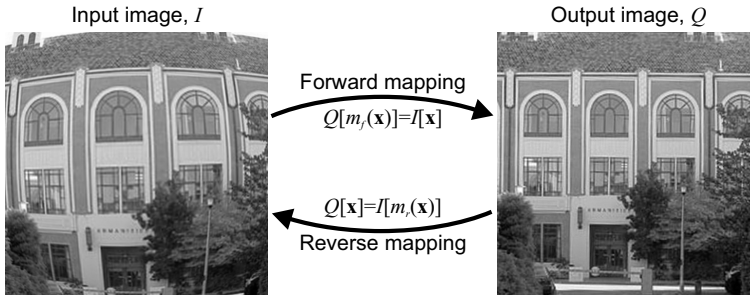 Input image, I
Output image, Q
Forward mapping
Q[m_f(x)]=I[x]
Q[x]=I[m_r(x)]
Reverse mapping